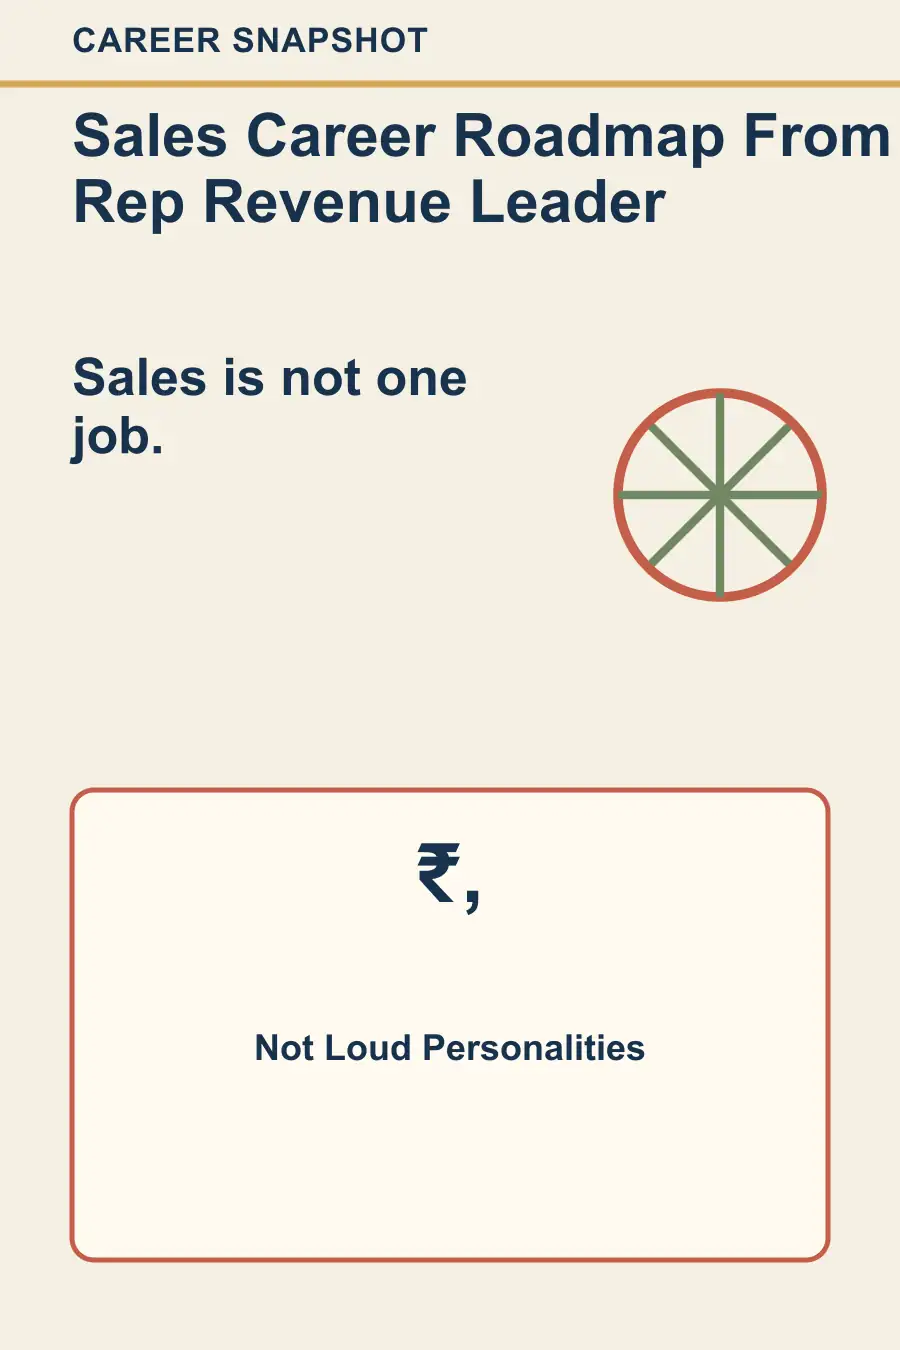 CAREER SNAPSHOT
Sales Career Roadmap From
Rep Revenue Leader
Sales is not one
job.
₹,
Not Loud Personalities